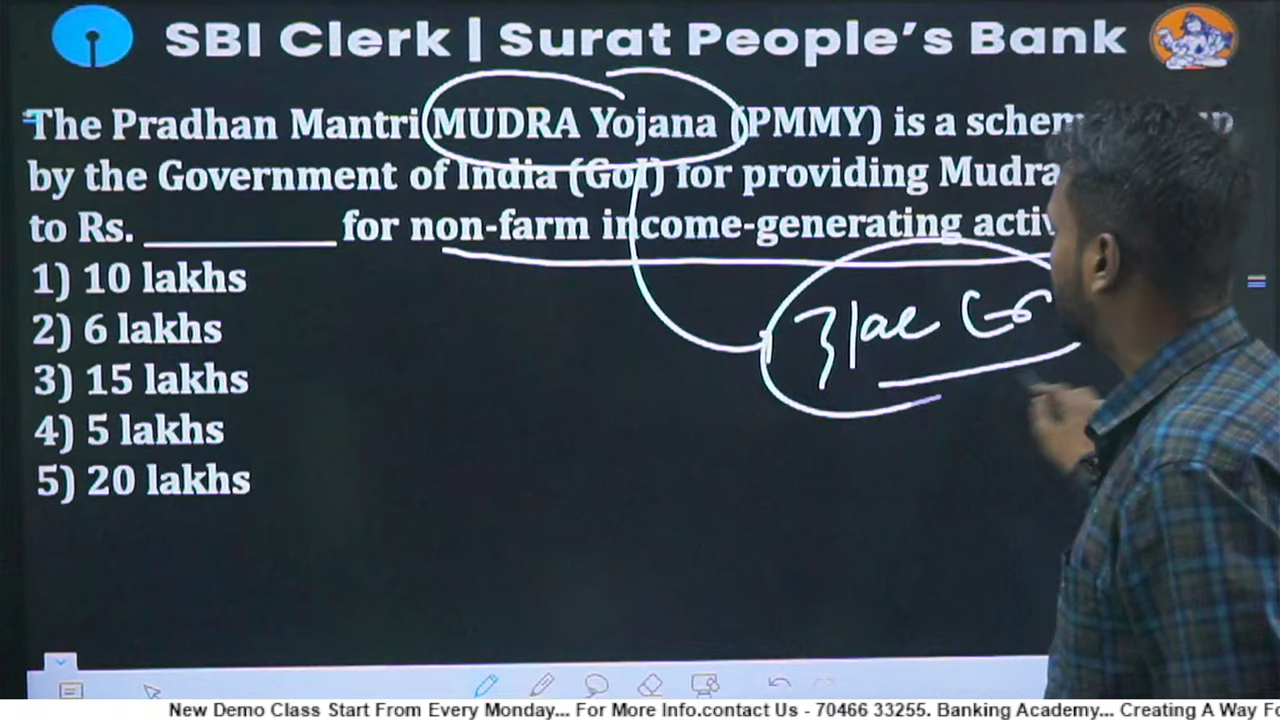 SBI Clerk | Surat People's Bank
The Pradhan Mantri MUDRA Yojana (PMMY) is a
by the Government of India (GoI) for providing Mudra
to Rs. __________ for non-farm income-generating
1) 10 lakhs
2) 6 lakhs
3) 15 lakhs
4) 5 lakhs
5) 20 lakhs
New Demo Class Start From Every Monday... For More Info.contact Us - 70466 33255. Banking Academy... Creating A Way